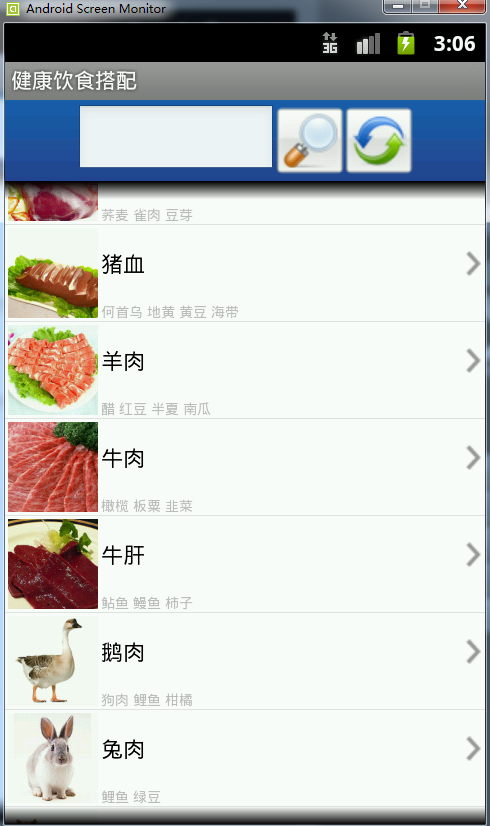 Android Screen Monitor
3G 3:06
健康饮食搭配
荞麦 雀肉 豆芽
猪血
何首乌 地黄 黄豆 海带
羊肉
醋 红豆 半夏 南瓜
牛肉
橄榄 板粟 韭菜
牛肝
鲇鱼 鳗鱼 柿子
鹅肉
狗肉 鲤鱼 柑橘
兔肉
鲤鱼 绿豆